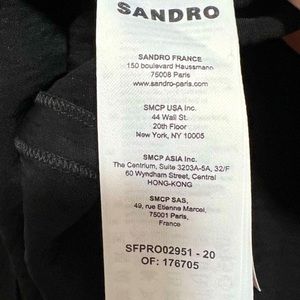 SANDRO
SANDRO FRANCE
150 boulevard Haussmann
75008 Paris
www.sandro-paris.com
SMCP USA Inc.
44 Wall St.
20th Floor
New York, NY 10005
SMCP ASIA Inc.
The Centrium, Suite 3203A-5A, 32/F
60 Wyndham Street, Central
HONG-KONG
SMCP SAS,
49, rue Etienne Marcel,
75001 Paris,
France
SFPRO02951 - 20
OF: 176705